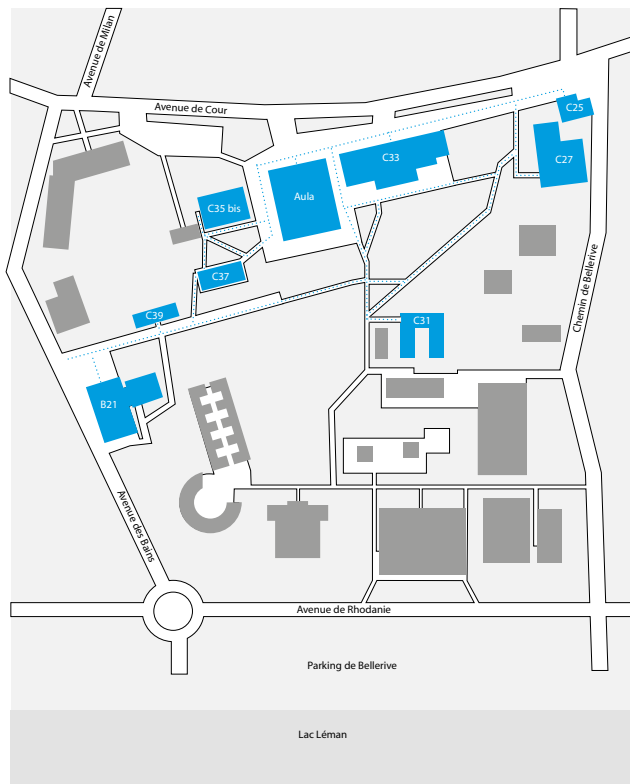 Avenue de Milan
Avenue de Cour
C25
C33
C27
Aula
C35 bis
C37
Chemin de Bellerive
C39
C31
B21
Avenue des Bains
Avenue de Rhodanie
Parking de Bellerive
Lac Léman